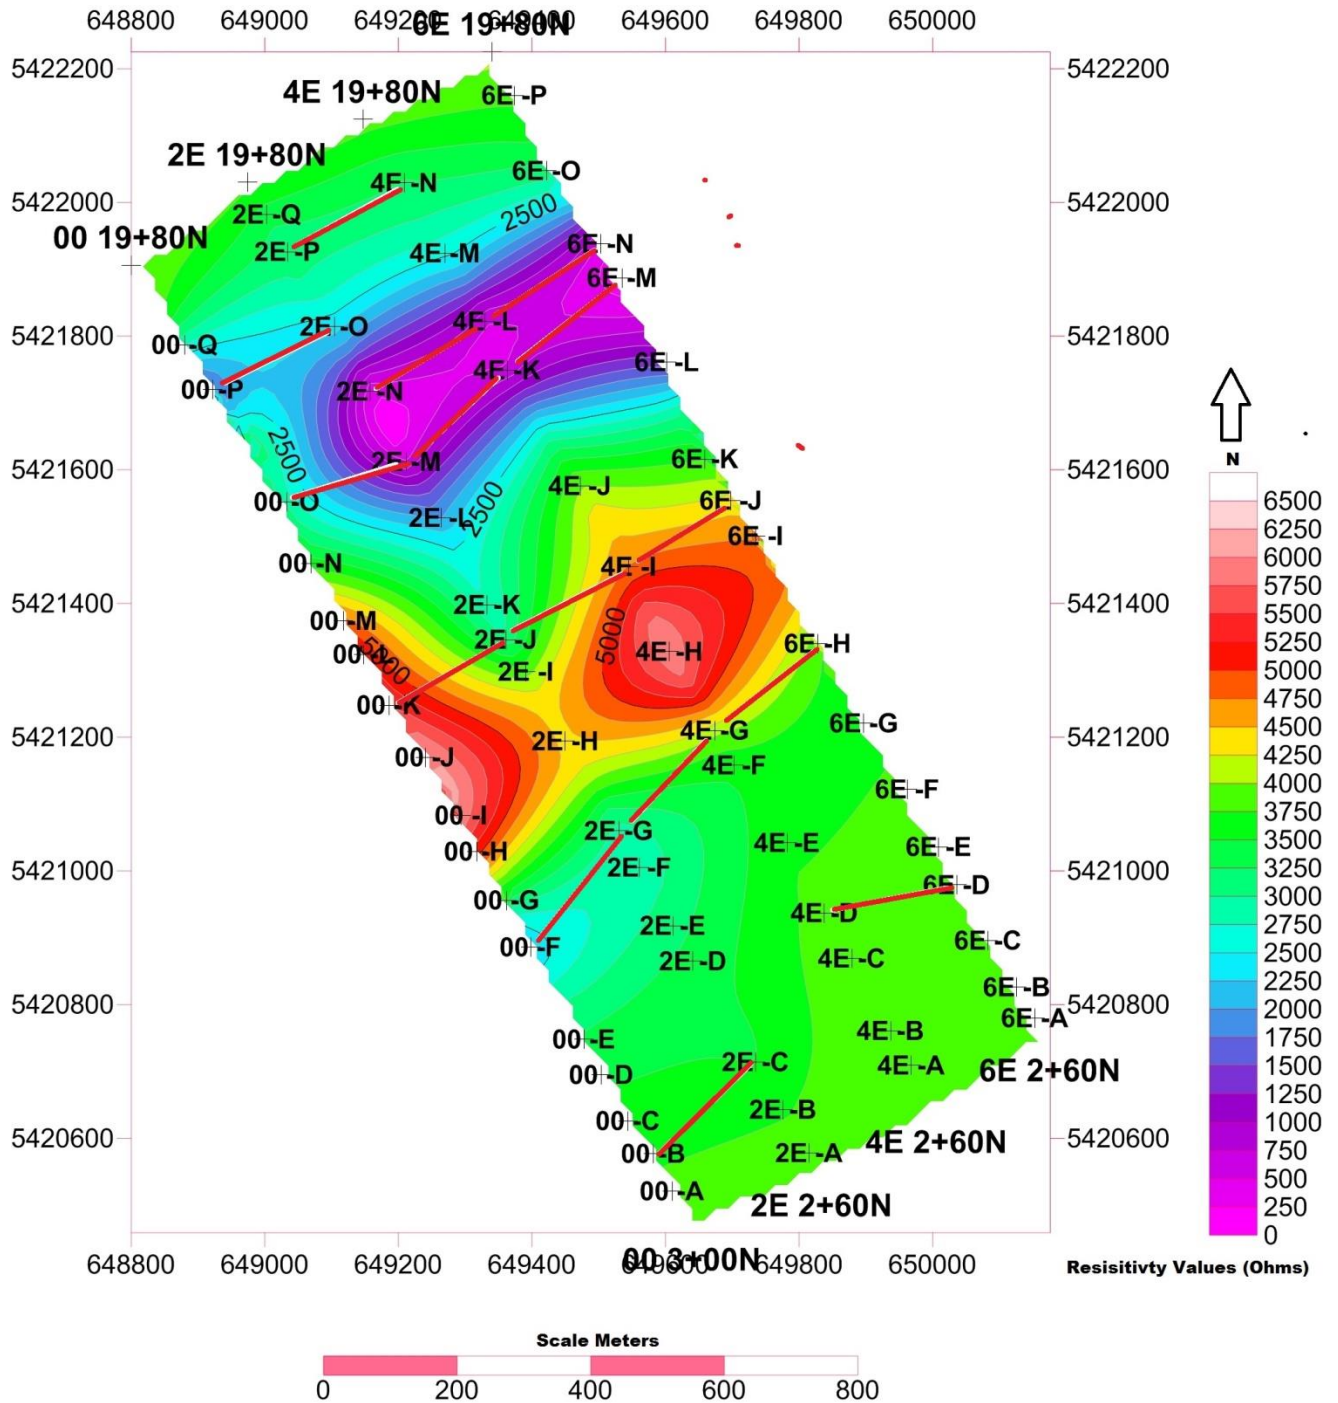 648800 649000 649200 649400 649600 649800 650000
6E 19+80N
5422200 5422200
6E -P
4E 19+80N
2E 19+80N
6E -O
4E -N
2E -Q
2500
5422000 5422000
00 19+80N
2E -P
4E -M
6E -N
6E -M
4E -L
2E -O
5421800 5421800
00 -Q
6E -L
4E -K
00 -P
2E -N
2500
2E -M
6E -K
5421600 5421600
4E -J
00 -O
6E -J
2E -L
2500
6E -I
00 -N
4E -I
2E -K
5421400 5421400
00 -M
5000
2E -J
6E -H
00
5000
4E -H
2E -I
00 -K
6E -G
4E -G
2E -H
5421200 5421200
00 -J
4E -F
6E -F
00 -I
2E -G
4E -E
6E -E
00 -H
2E -F
5421000 5421000
6E -D
00 -G
4E -D
2E -E
6E -C
00 -F
2E -D
4E -C
6E -B
5420800 5420800
6E -A
00 -E
4E -B
2E -C
4E -A
6E 2+60N
00 -D
2E -B
00 -C
5420600 5420600
4E 2+60N
00 -B
2E -A
00 -A
2E 2+60N
00 3+00N
648800 649000 649200 649400 649600 649800 650000
N
6500
6250
6000
5750
5500
5250
5000
4750
4500
4250
4000
3750
3500
3250
3000
2750
2500
2250
2000
1750
1500
1250
1000
750
500
250
0
Resisitivty Values (Ohms)
Scale Meters
0 200 400 600 800